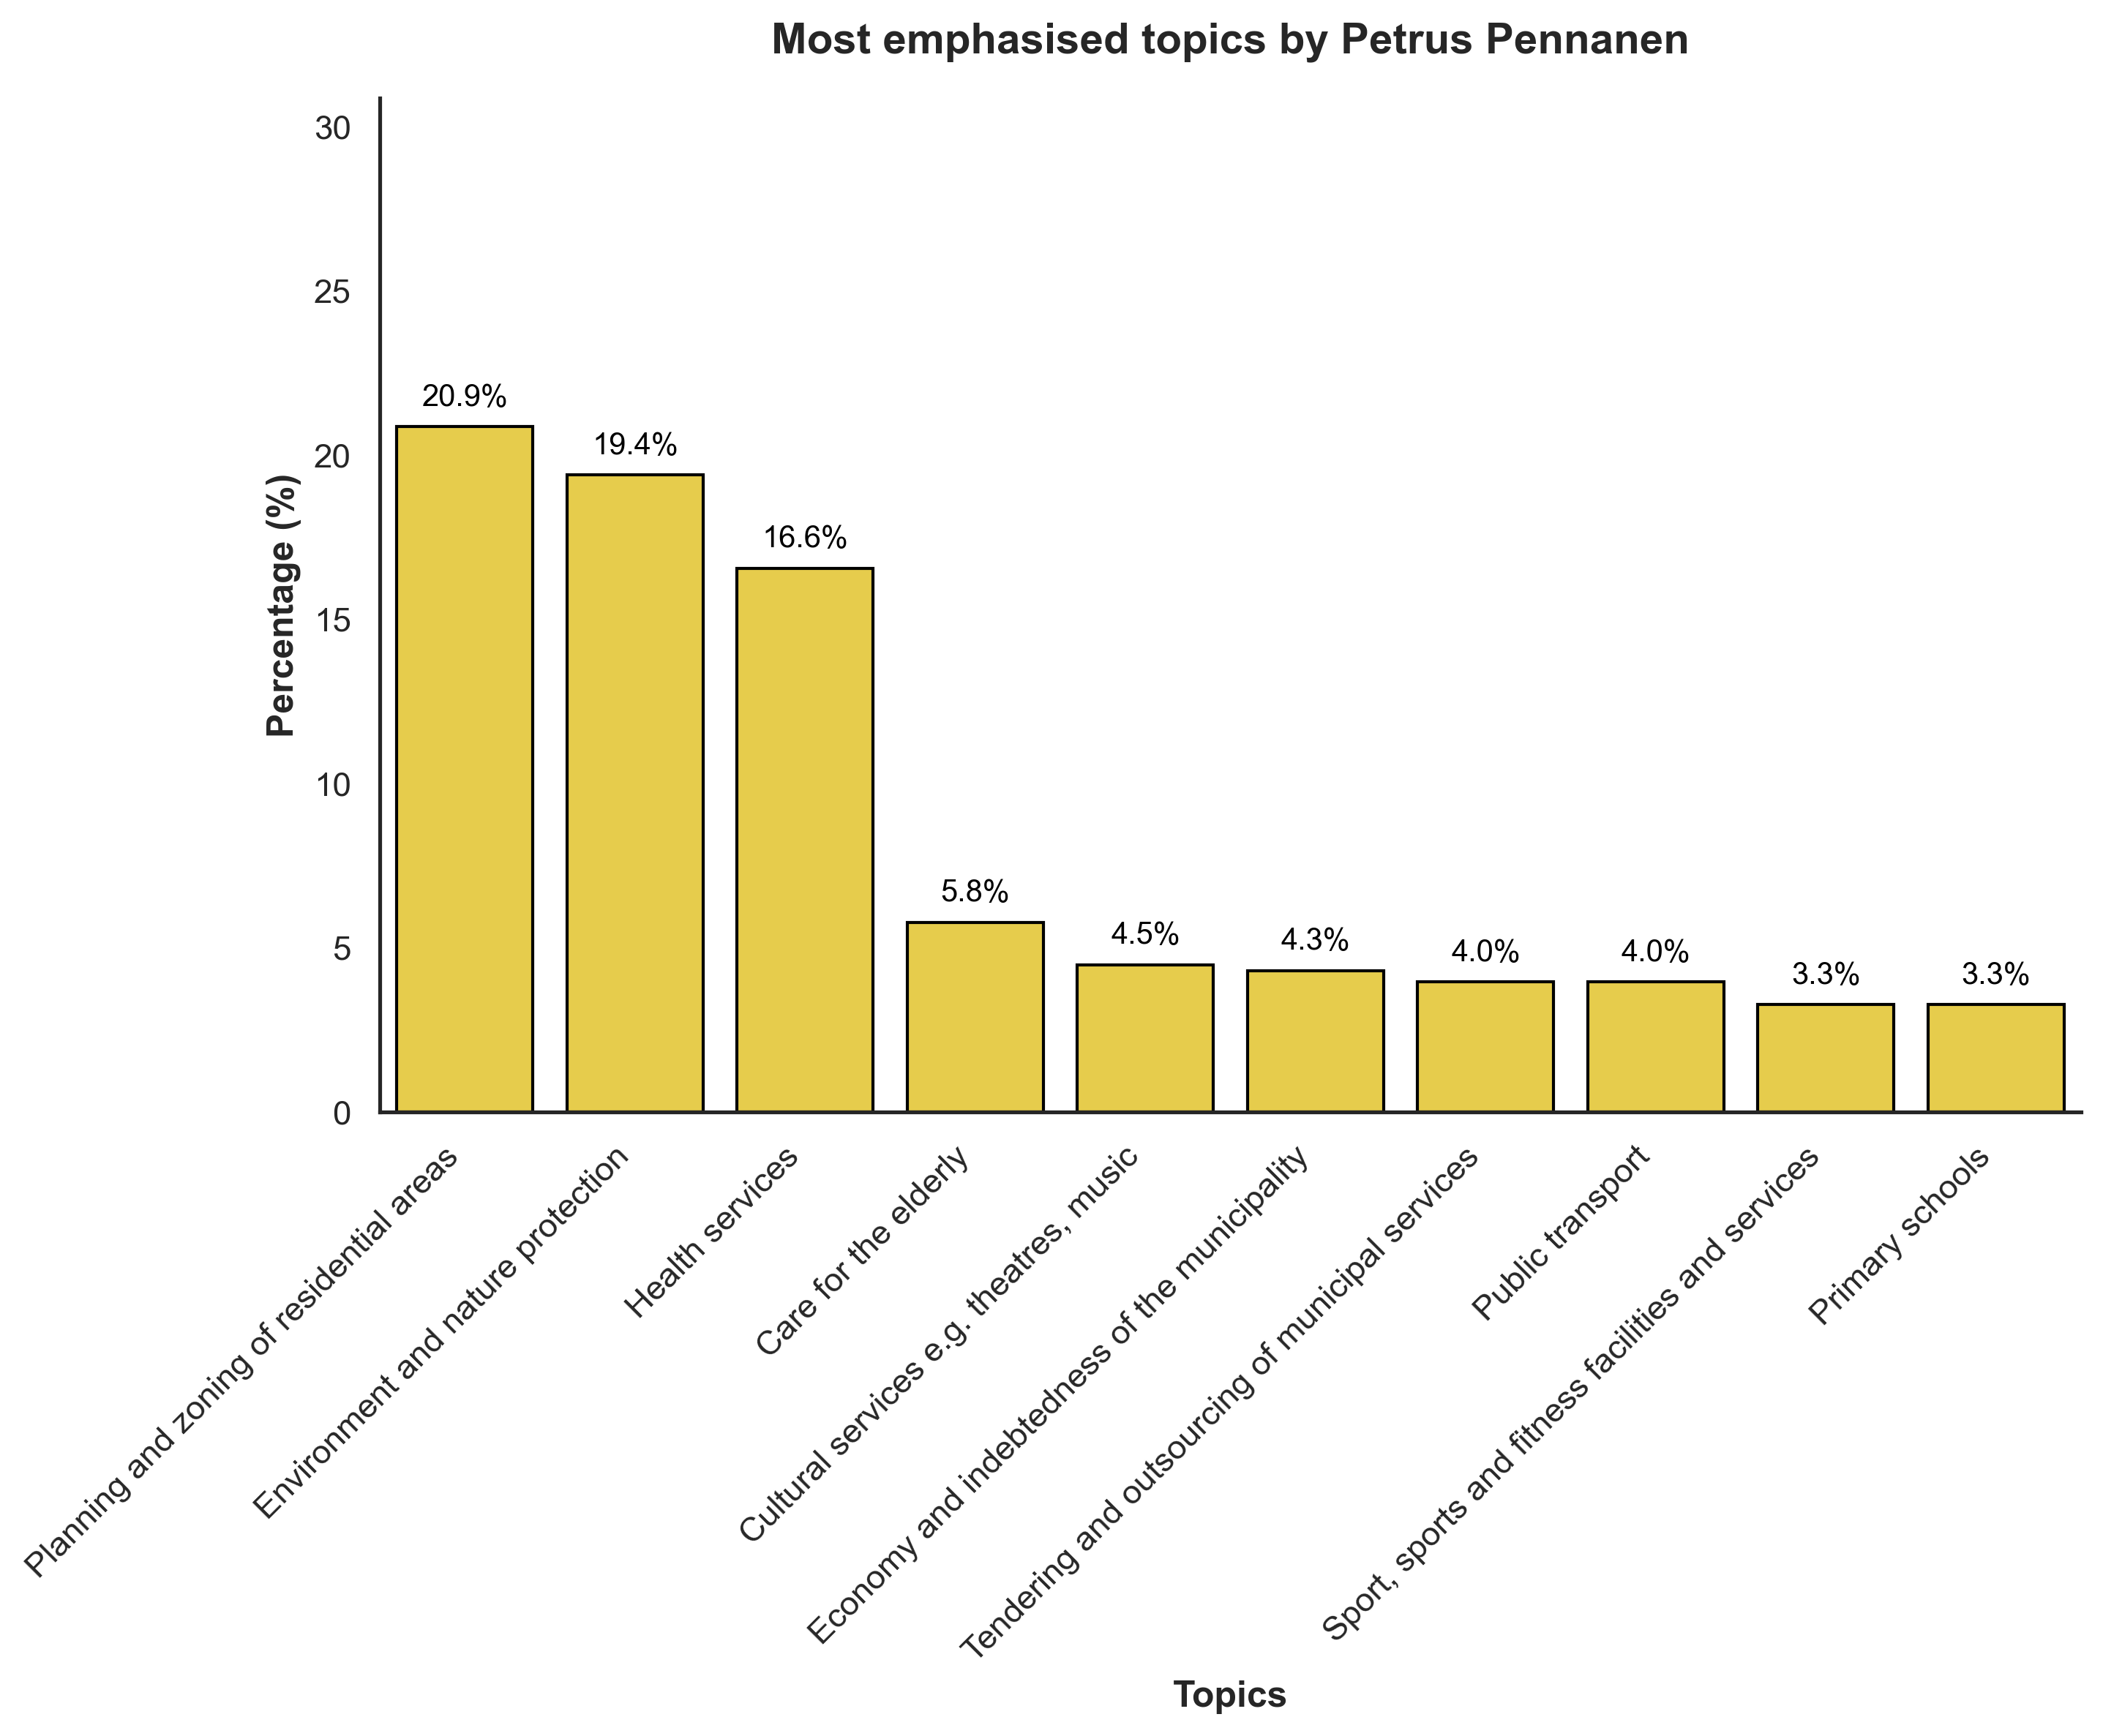 Most emphasised topics by Petrus Pennanen
Percentage (%)
30
25
20
15
10
5
0
20.9%
19.4%
16.6%
5.8%
4.5%
4.3%
4.0%
4.0%
3.3%
3.3%
Planning and zoning of residential areas
Environment and nature protection
Health services
Care for the elderly
Cultural services e.g. theatres, music
Economy and indebtedness of the municipality
Tendering and outsourcing of municipal services
Public transport
Sport, sports and fitness facilities and services
Primary schools
Topics